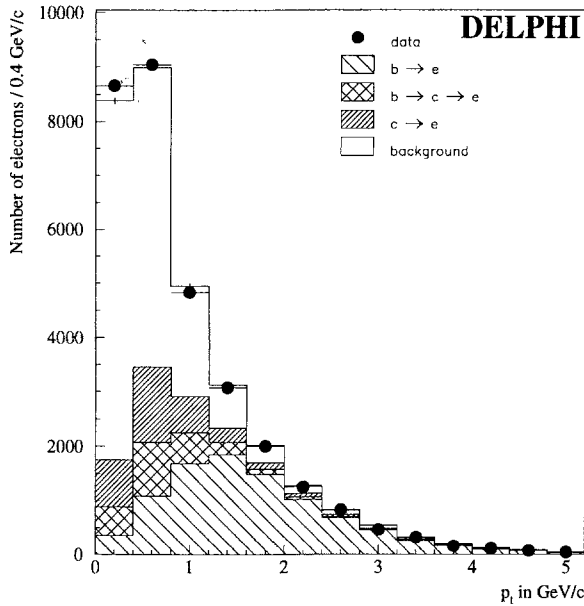 DELPHI
data
b → e
b → c → e
c → e
background
Number of electrons / 0.4 GeV/c
10000
8000
6000
4000
2000
0
0 1 2 3 4 5
p_t in GeV/c